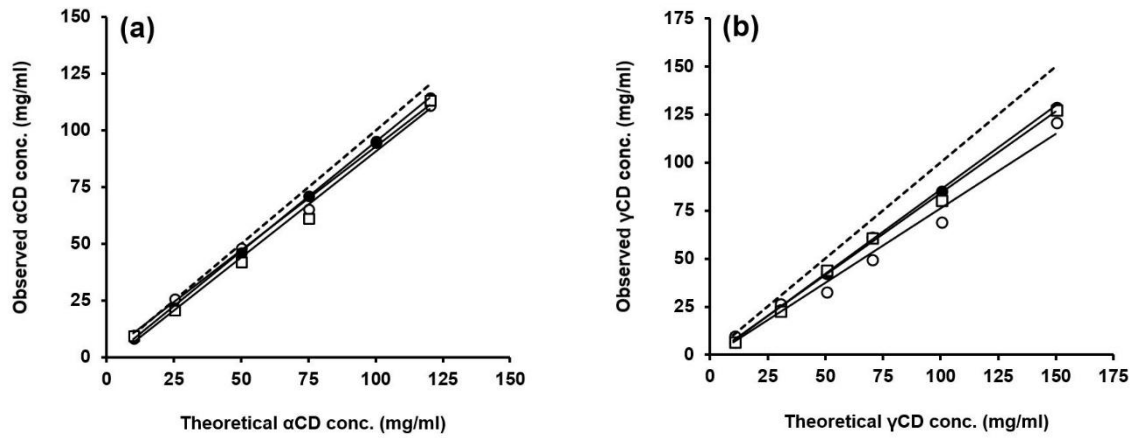 (a)
Observed αCD conc. (mg/ml)
150
125
100
75
50
25
0
0 25 50 75 100 125 150
Theoretical αCD conc. (mg/ml)
(b)
Observed γCD conc. (mg/ml)
175
150
125
100
75
50
25
0
0 25 50 75 100 125 150 175
Theoretical γCD conc. (mg/ml)